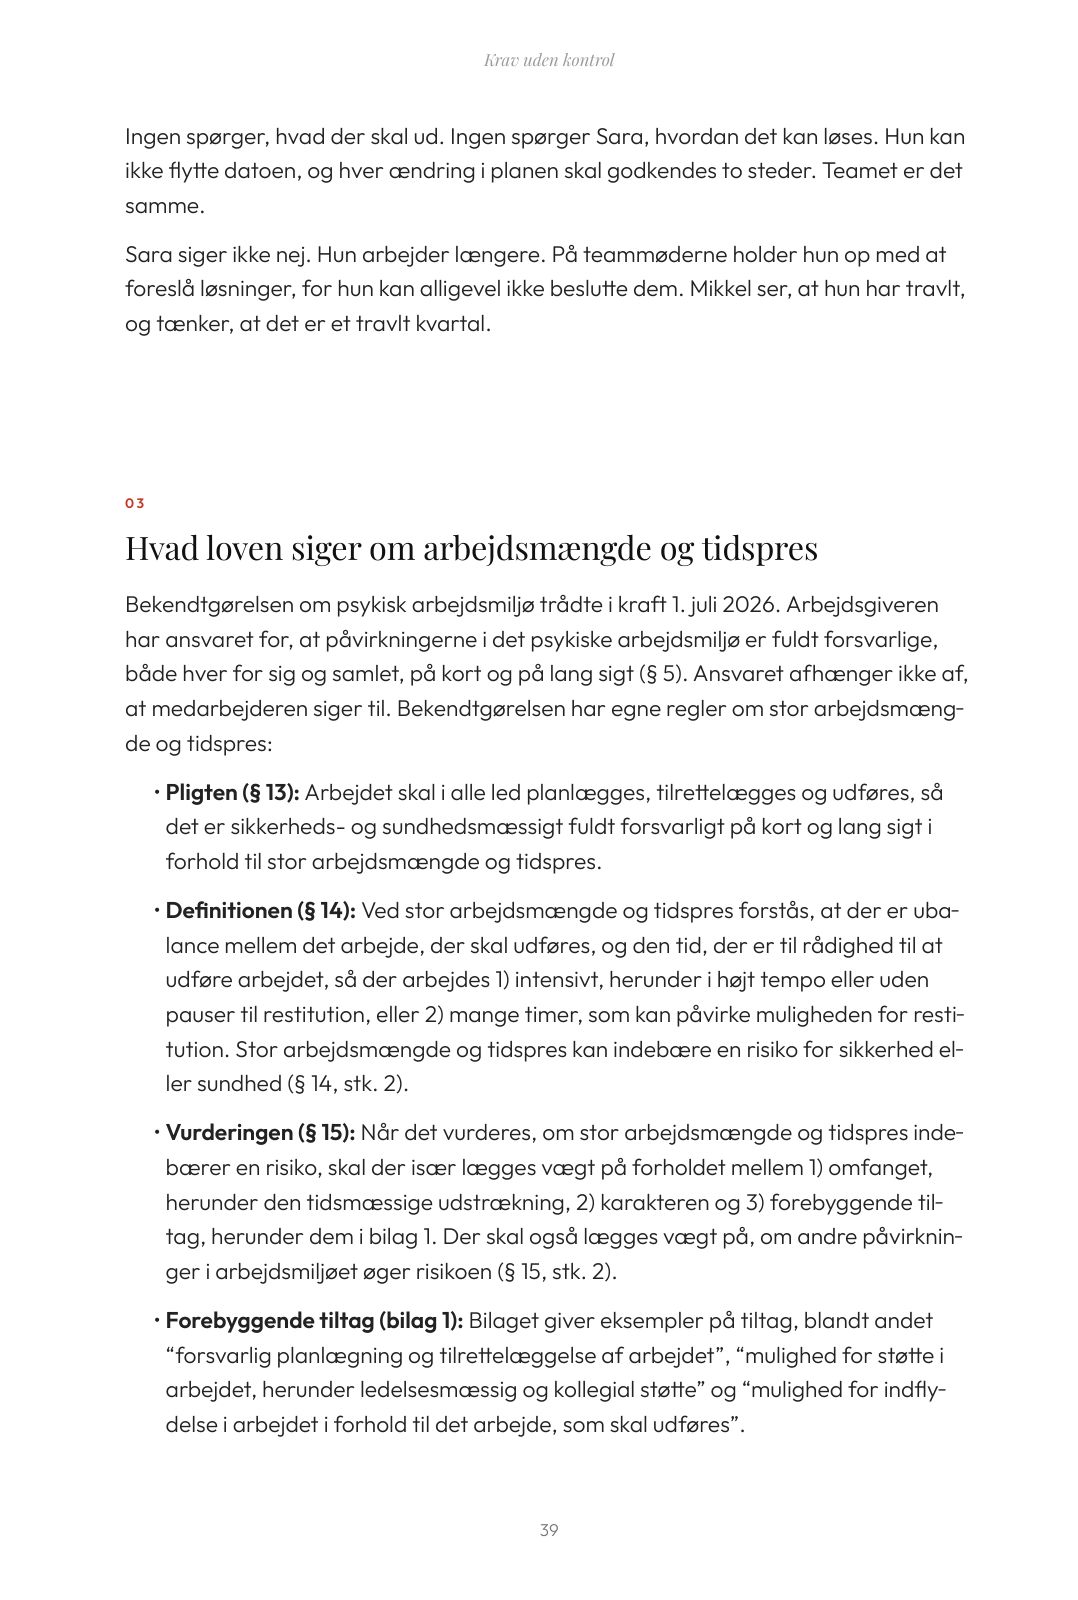 Krav uden kontrol
Ingen spørger, hvad der skal ud. Ingen spørger Sara, hvordan det kan løses. Hun kan
ikke flytte datoen, og hver ændring i planen skal godkendes to steder. Teamet er det
samme.
Sara siger ikke nej. Hun arbejder længere. På teammøderne holder hun op med at
foreslå løsninger, for hun kan alligevel ikke beslutte dem. Mikkel ser, at hun har travlt,
og tænker, at det er et travlt kvartal.
03
Hvad loven siger om arbejdsmængde og tidspres
Bekendtgørelsen om psykisk arbejdsmiljø trådte i kraft 1. juli 2026. Arbejdsgiveren
har ansvaret for, at påvirkningerne i det psykiske arbejdsmiljø er fuldt forsvarlige,
både hver for sig og samlet, på kort og på lang sigt (§ 5). Ansvaret afhænger ikke af,
at medarbejderen siger til. Bekendtgørelsen har egne regler om stor arbejdsmæng-
de og tidspres:
• Pligten (§ 13): Arbejdet skal i alle led planlægges, tilrettelægges og udføres, så
det er sikkerheds- og sundhedsmæssigt fuldt forsvarligt på kort og lang sigt i
forhold til stor arbejdsmængde og tidspres.
• Definitionen (§ 14): Ved stor arbejdsmængde og tidspres forstås, at der er uba-
lance mellem det arbejde, der skal udføres, og den tid, der er til rådighed til at
udføre arbejdet, så der arbejdes 1) intensivt, herunder i højt tempo eller uden
pauser til restitution, eller 2) mange timer, som kan påvirke muligheden for resti-
tution. Stor arbejdsmængde og tidspres kan indebære en risiko for sikkerhed el-
ler sundhed (§ 14, stk. 2).
• Vurderingen (§ 15): Når det vurderes, om stor arbejdsmængde og tidspres inde-
bærer en risiko, skal der især lægges vægt på forholdet mellem 1) omfanget,
herunder den tidsmæssige udstrækning, 2) karakteren og 3) forebyggende til-
tag, herunder dem i bilag 1. Der skal også lægges vægt på, om andre påvirknin-
ger i arbejdsmiljøet øger risikoen (§ 15, stk. 2).
• Forebyggende tiltag (bilag 1): Bilaget giver eksempler på tiltag, blandt andet
“forsvarlig planlægning og tilrettelæggelse af arbejdet”, “mulighed for støtte i
arbejdet, herunder ledelsesmæssig og kollegial støtte” og “mulighed for indfly-
delse i arbejdet i forhold til det arbejde, som skal udføres”.
39